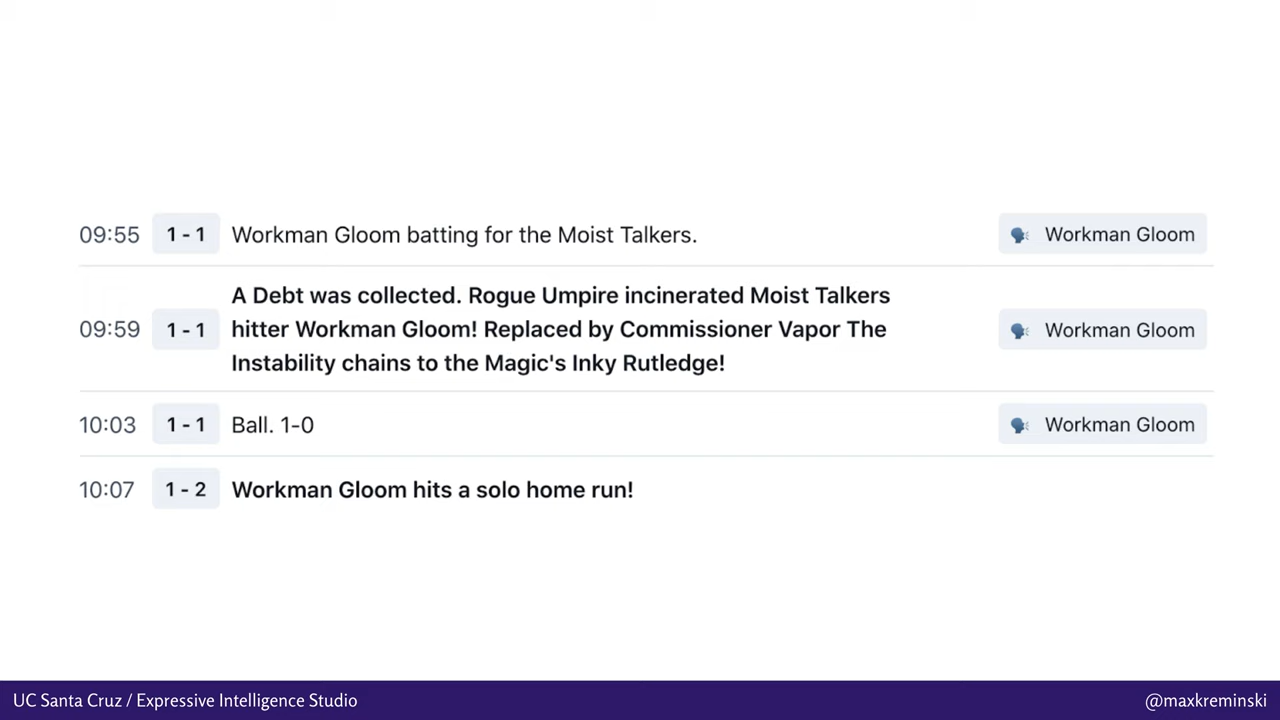 09:55 1 - 1 Workman Gloom batting for the Moist Talkers. Workman Gloom
A Debt was collected. Rogue Umpire incinerated Moist Talkers
09:59 1 - 1 hitter Workman Gloom! Replaced by Commissioner Vapor The Workman Gloom
Instability chains to the Magic's Inky Rutledge!
10:03 1 - 1 Ball. 1-0 Workman Gloom
10:07 1 - 2 Workman Gloom hits a solo home run!
UC Santa Cruz / Expressive Intelligence Studio @maxkreminski